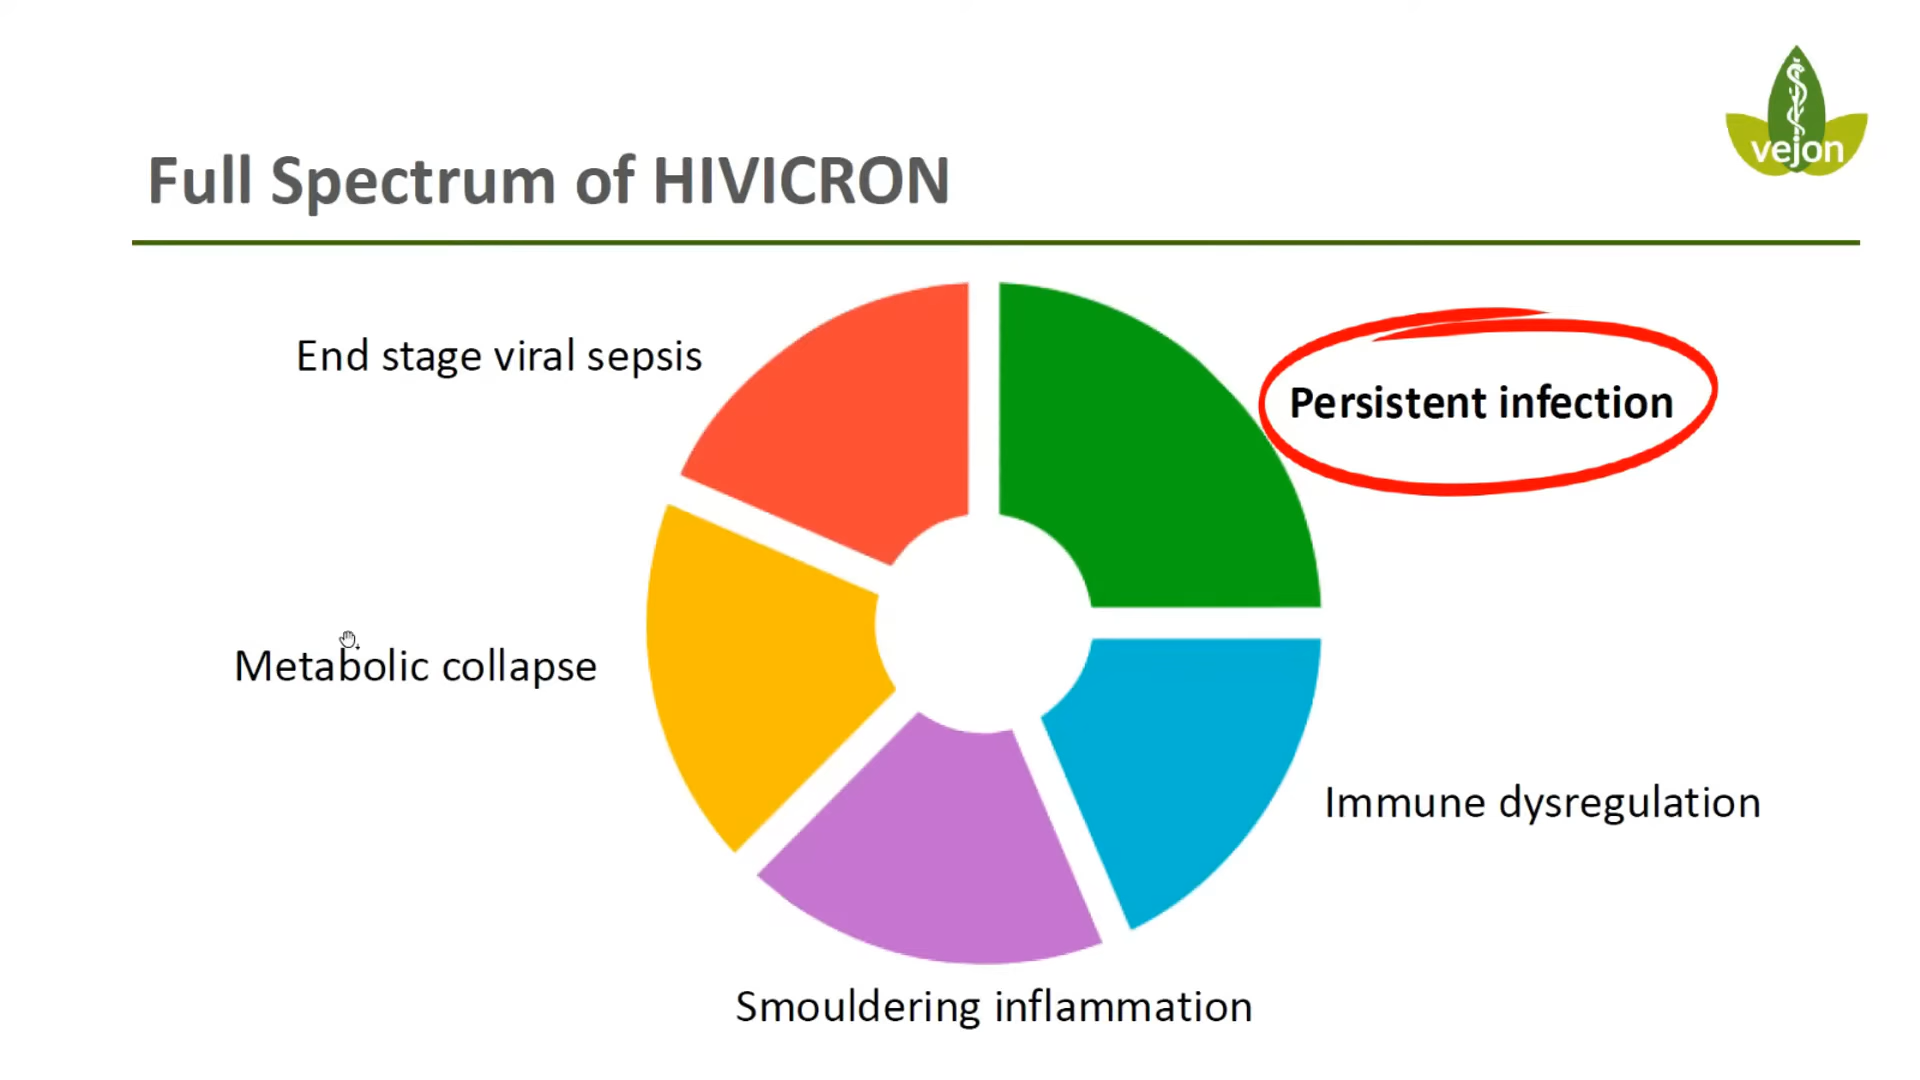 vejon
Full Spectrum of HIVICRON
End stage viral sepsis
Persistent infection
Metabolic collapse
Immune dysregulation
Smouldering inflammation